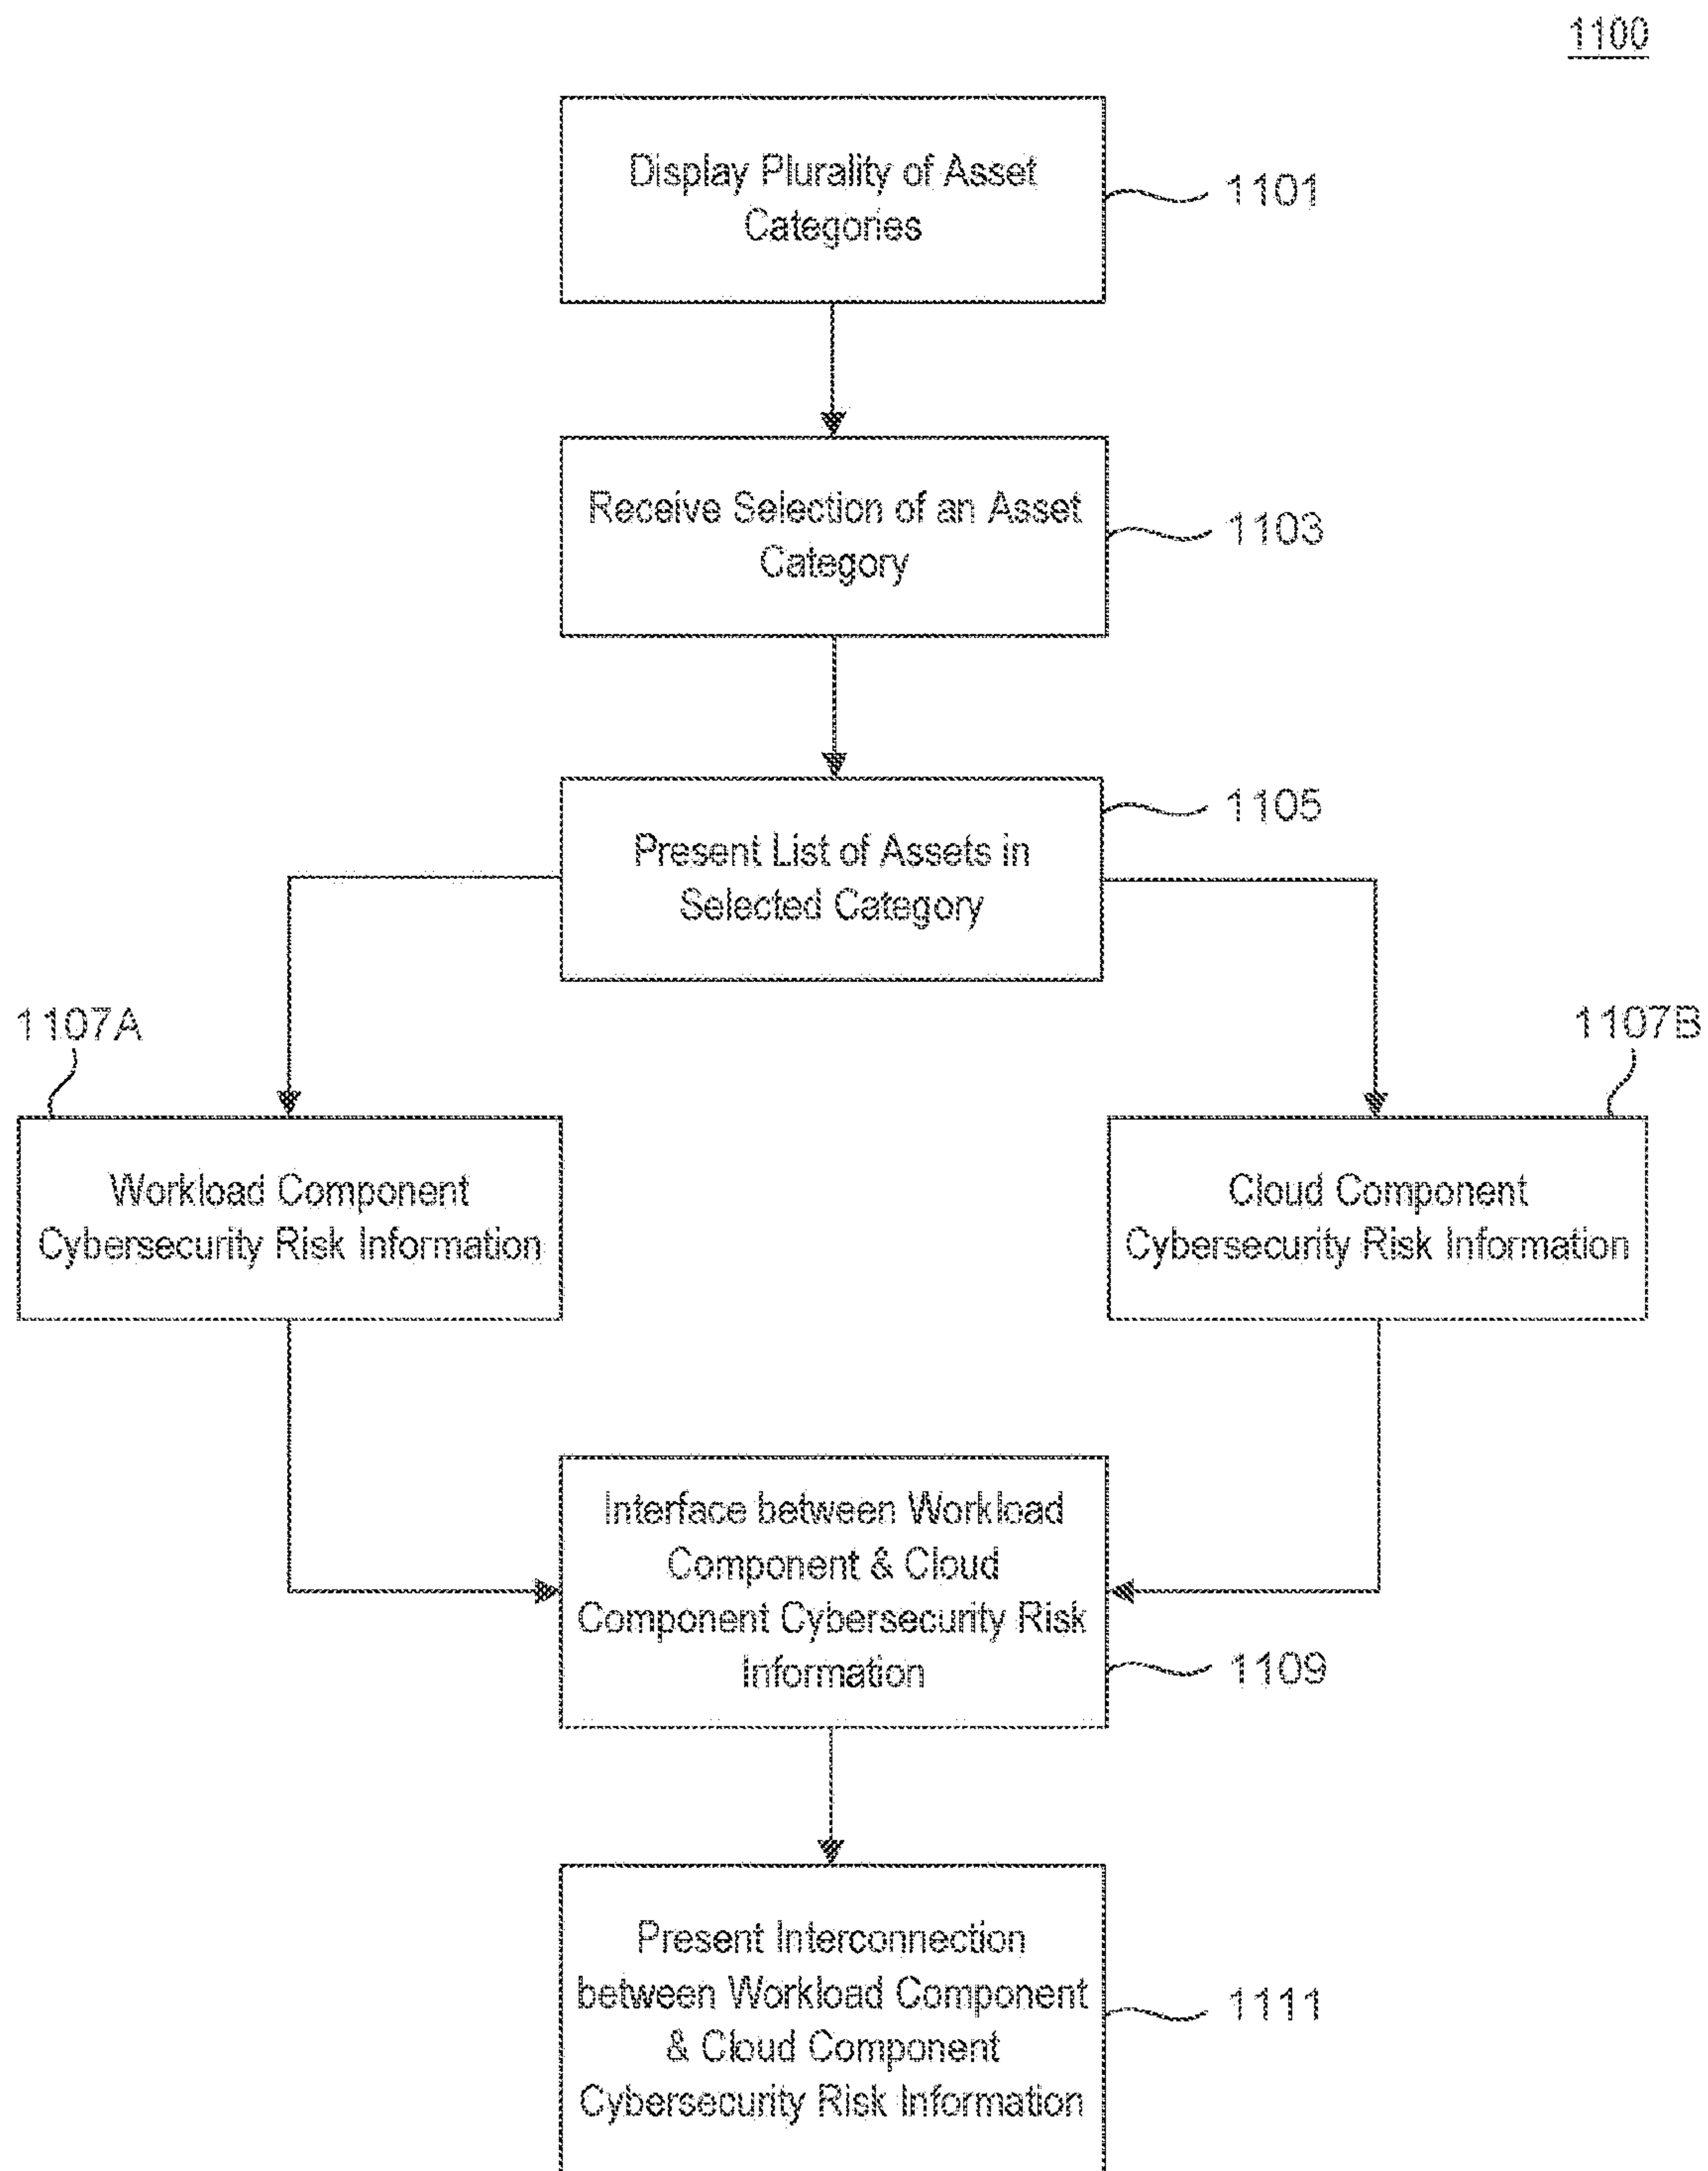 1100
Display Plurality of Asset
Categories
1101
Receive Selection of an Asset
Category
1103
Present List of Assets in
Selected Category
1105
1107A
Workload Component
Cybersecurity Risk Information
1107B
Cloud Component
Cybersecurity Risk Information
Interface between Workload
Component & Cloud
Component Cybersecurity Risk
Information
1109
Present Interconnection
between Workload Component
& Cloud Component
Cybersecurity Risk Information
1111